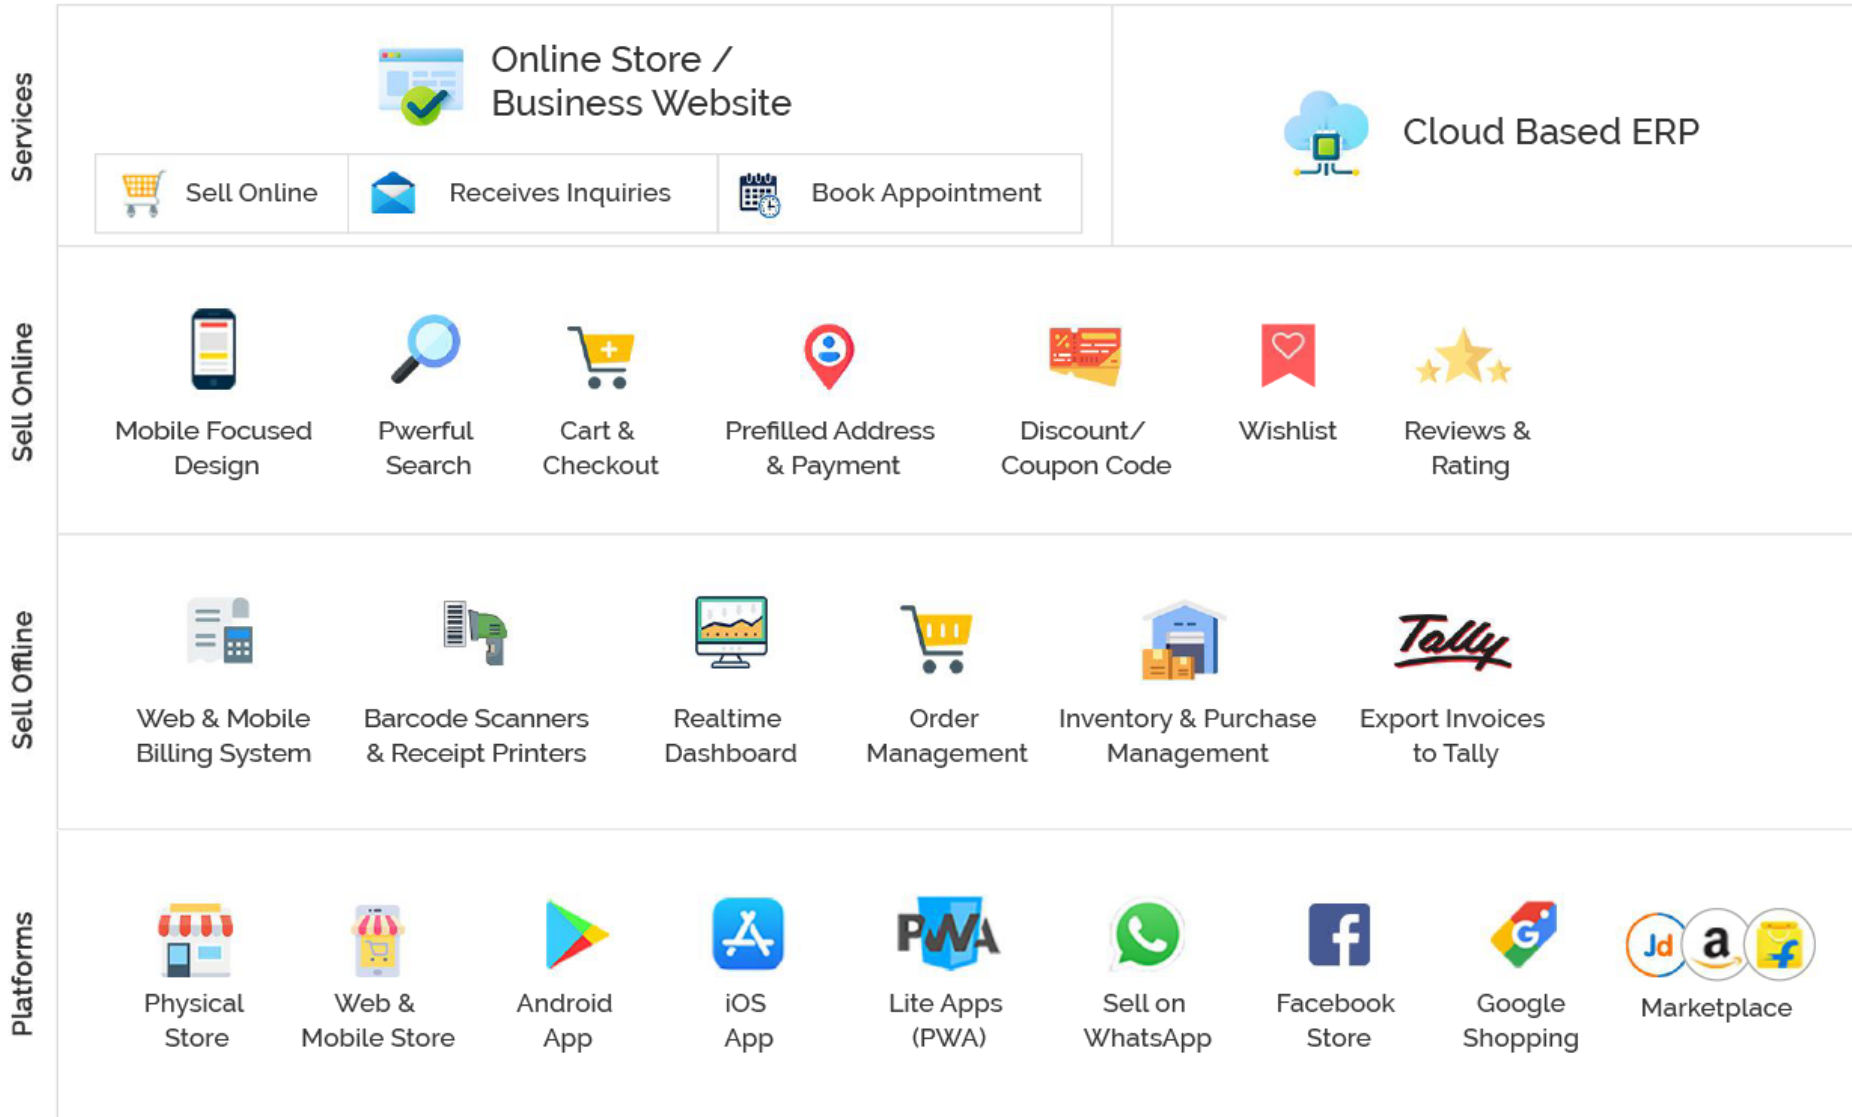 Services
Online Store /
Business Website
Sell Online
Receives Inquiries
Book Appointment
Cloud Based ERP
Sell Online
Mobile Focused
Design
Pwerful
Search
Cart &
Checkout
Prefilled Address
& Payment
Discount/
Coupon Code
Wishlist
Reviews &
Rating
Sell Offline
Web & Mobile
Billing System
Barcode Scanners
& Receipt Printers
Realtime
Dashboard
Order
Management
Inventory & Purchase
Management
Tally
Export Invoices
to Tally
Platforms
Physical
Store
Web &
Mobile Store
Android
App
iOS
App
PWA
Lite Apps
(PWA)
Sell on
WhatsApp
f
Facebook
Store
G
Google
Shopping
Jd
a
f
Marketplace